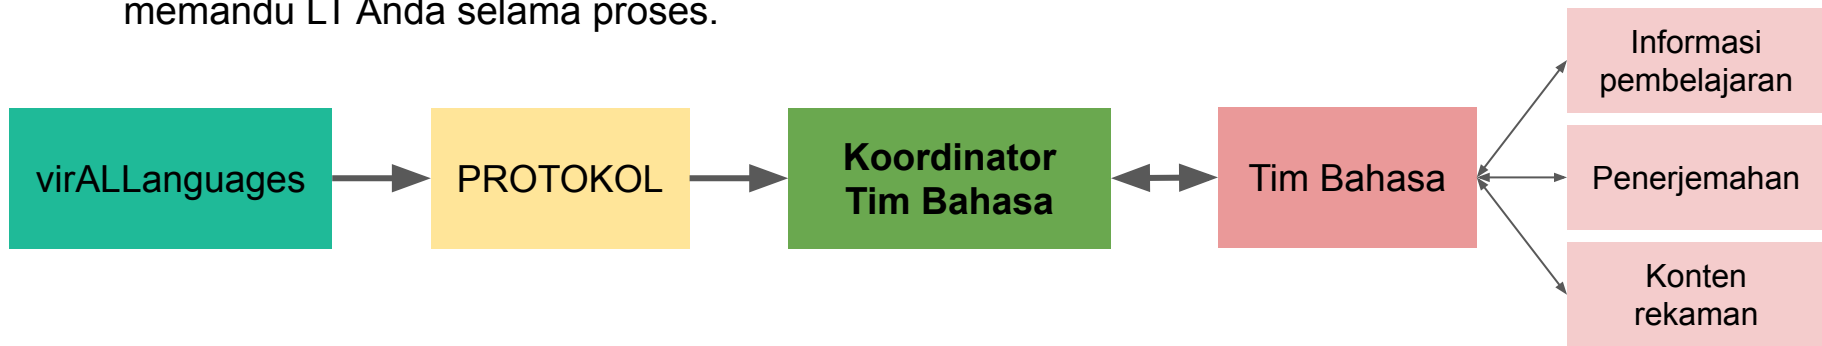 memandu LT Anda selama proses.
virALLanguages
PROTOKOL
Koordinator
Tim Bahasa
Tim Bahasa
Informasi
pembelajaran
Penerjemahan
Konten
rekaman